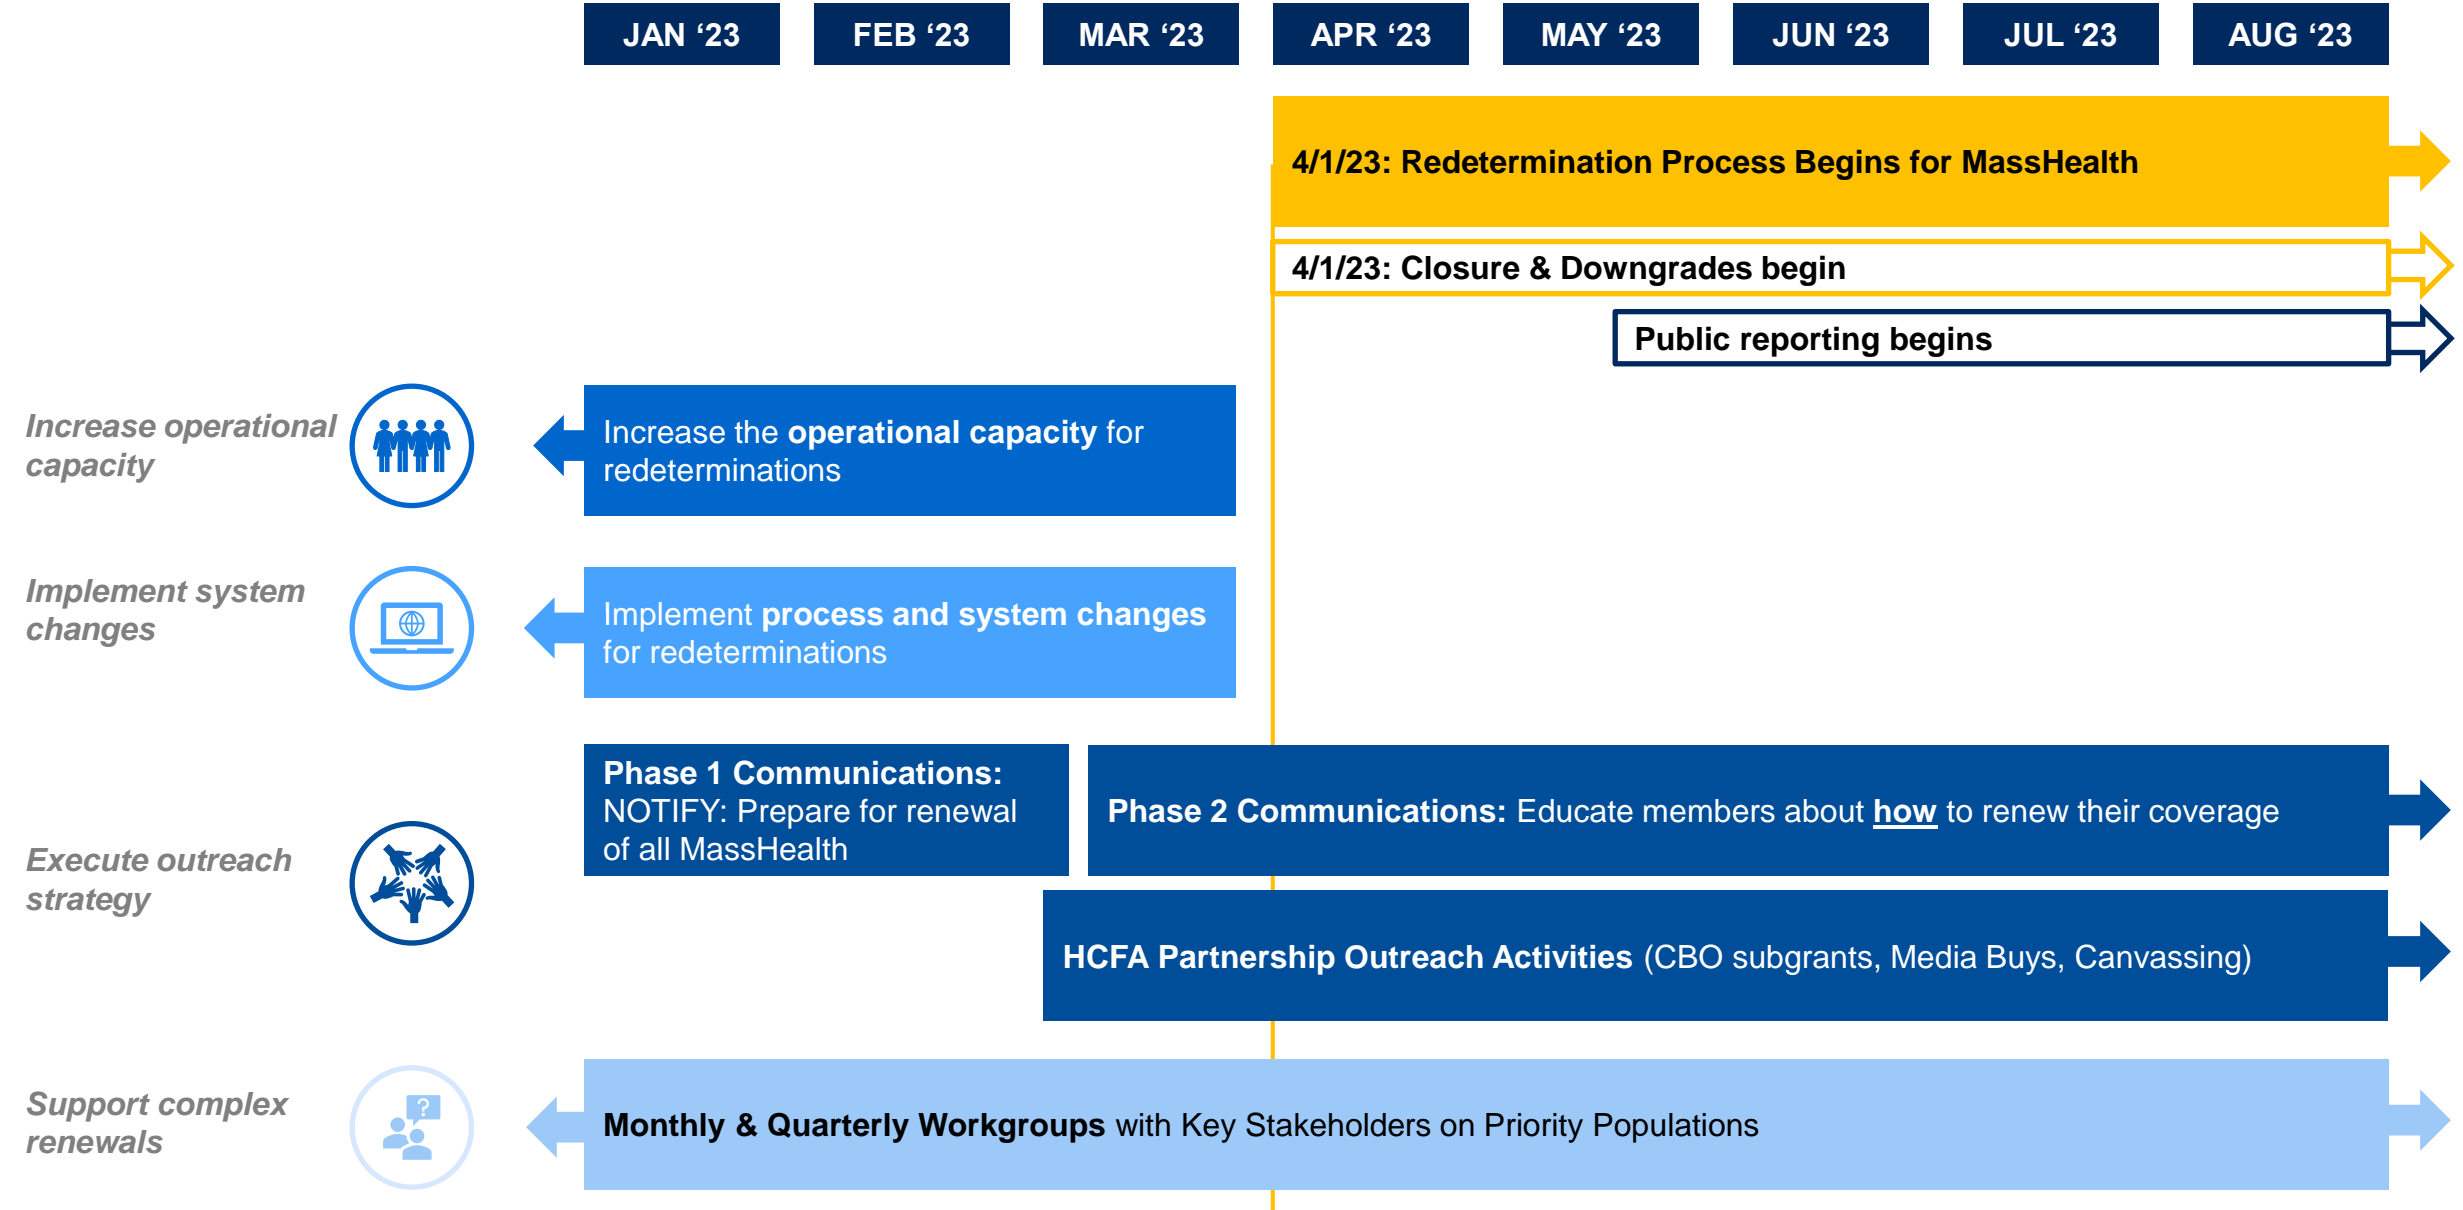 JAN ‘23
FEB ‘23
MAR ‘23
APR ‘23
MAY ‘23
JUN ‘23
JUL ‘23
AUG ‘23
4/1/23: Redetermination Process Begins for MassHealth
4/1/23: Closure & Downgrades begin
Public reporting begins
Increase operational
capacity
Increase the operational capacity for
redeterminations
Implement system
changes
Implement process and system changes
for redeterminations
Execute outreach
strategy
Phase 1 Communications:
NOTIFY: Prepare for renewal
of all MassHealth
Phase 2 Communications: Educate members about how to renew their coverage
HCFA Partnership Outreach Activities (CBO subgrants, Media Buys, Canvassing)
Support complex
renewals
?
Monthly & Quarterly Workgroups with Key Stakeholders on Priority Populations